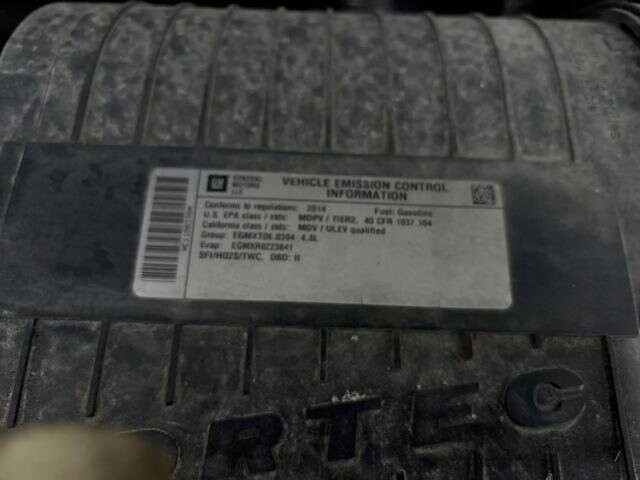 GM
GENERAL
MOTORS
LLC
VEHICLE EMISSION CONTROL
INFORMATION
Conforms to regulations: 2014 Fuel: Gasoline
U.S. EPA class / stds: MDPV / TIER2, 40 CFR 1037.104
California class / stds: MDV / ULEV qualified
Group: EGMXT06.0394 4.8L
Evap: EGMXR0223841
SFI/HO2S/TWC, OBD: II
ORTEC